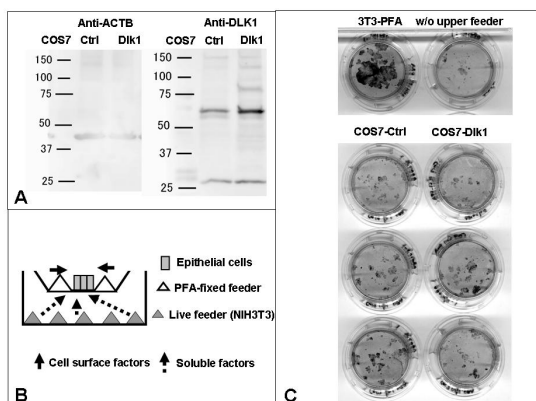 Anti-ACTB
COS7 Ctrl Dlk1
150
100
75
50
37
25
A
Anti-DLK1
COS7 Ctrl Dlk1
150
100
75
50
37
25
Epithelial cells
PFA-fixed feeder
Live feeder (NIH3T3)
Cell surface factors
Soluble factors
B
3T3-PFA w/o upper feeder
COS7-Ctrl COS7-Dlk1
C